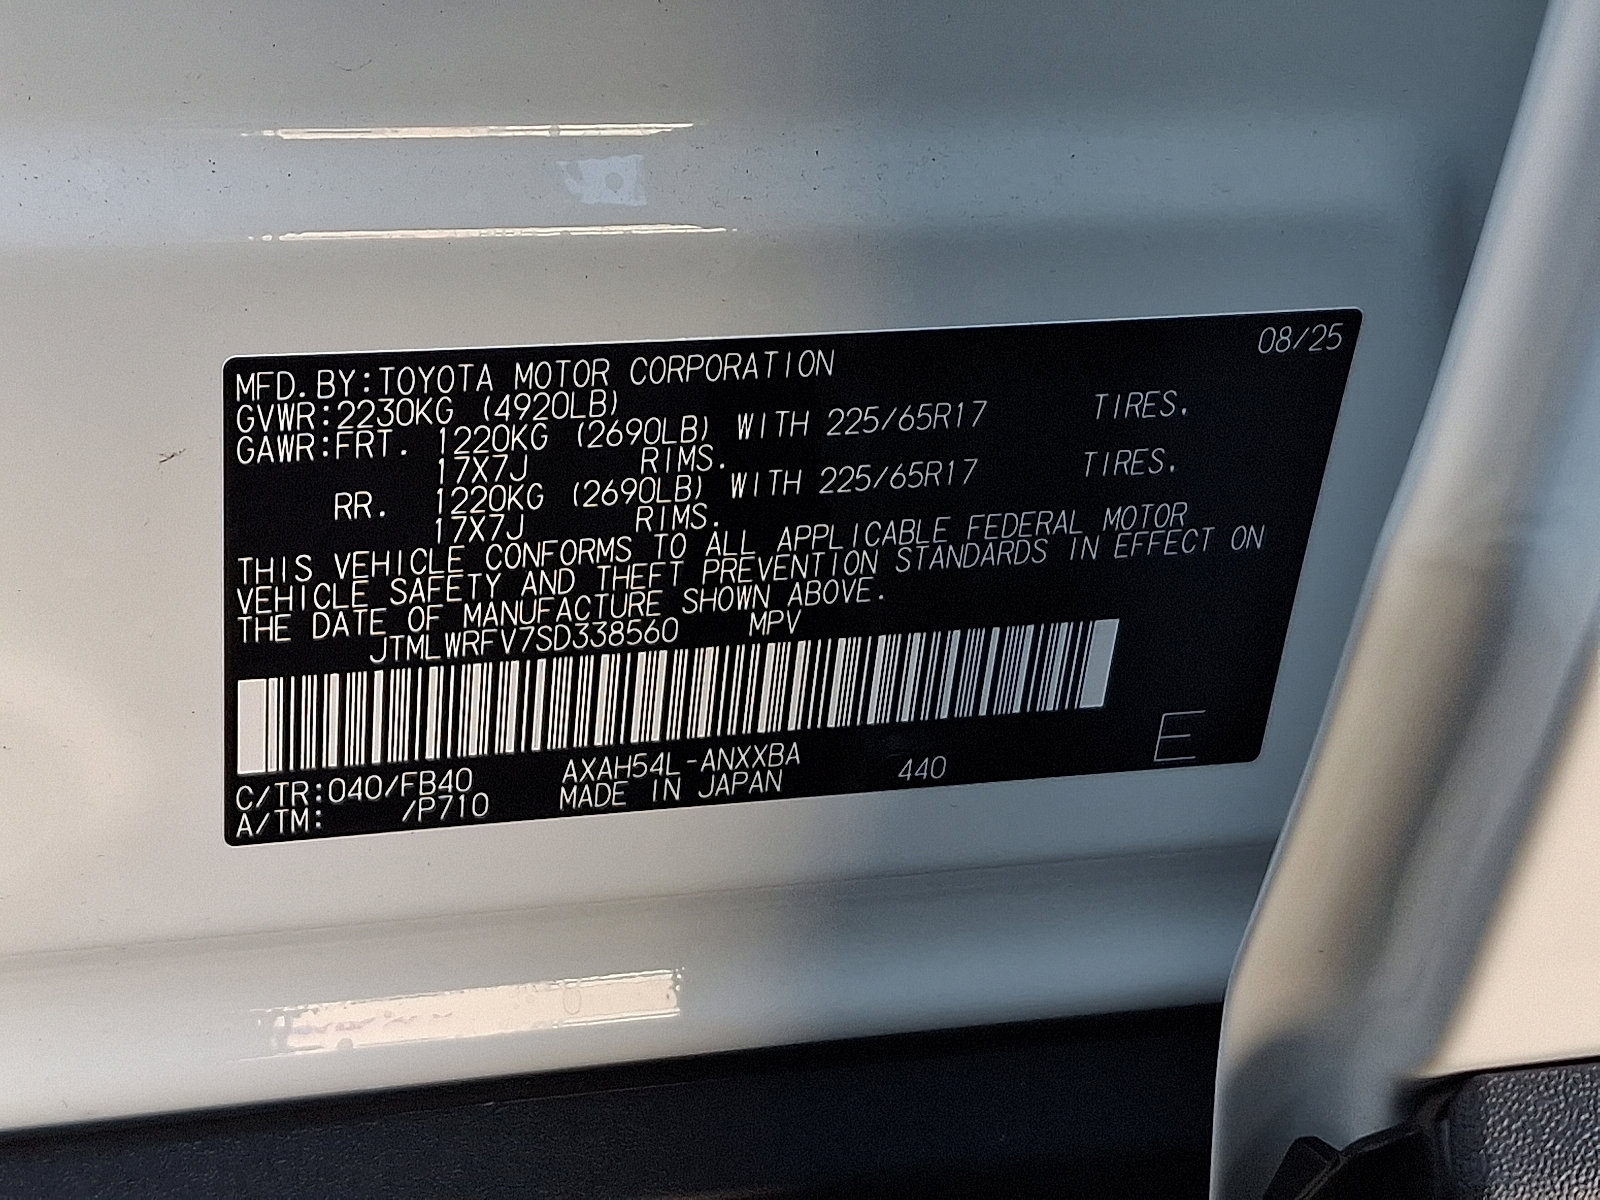 08/25
MFD.BY:TOYOTA MOTOR CORPORATION
GVWR:2230KG (4920LB)
GAWR:FRT. 1220KG (2690LB) WITH 225/65R17 TIRES.
17X7J RIMS.
RR. 1220KG (2690LB) WITH 225/65R17 TIRES.
17X7J RIMS.
THIS VEHICLE CONFORMS TO ALL APPLICABLE FEDERAL MOTOR
VEHICLE SAFETY AND THEFT PREVENTION STANDARDS IN EFFECT ON
THE DATE OF MANUFACTURE SHOWN ABOVE.
JTMLWRFV7SD338560 MPV
C/TR:040/FB40 AXAH54L-ANXXBA 440 E
A/TM: /P710 MADE IN JAPAN